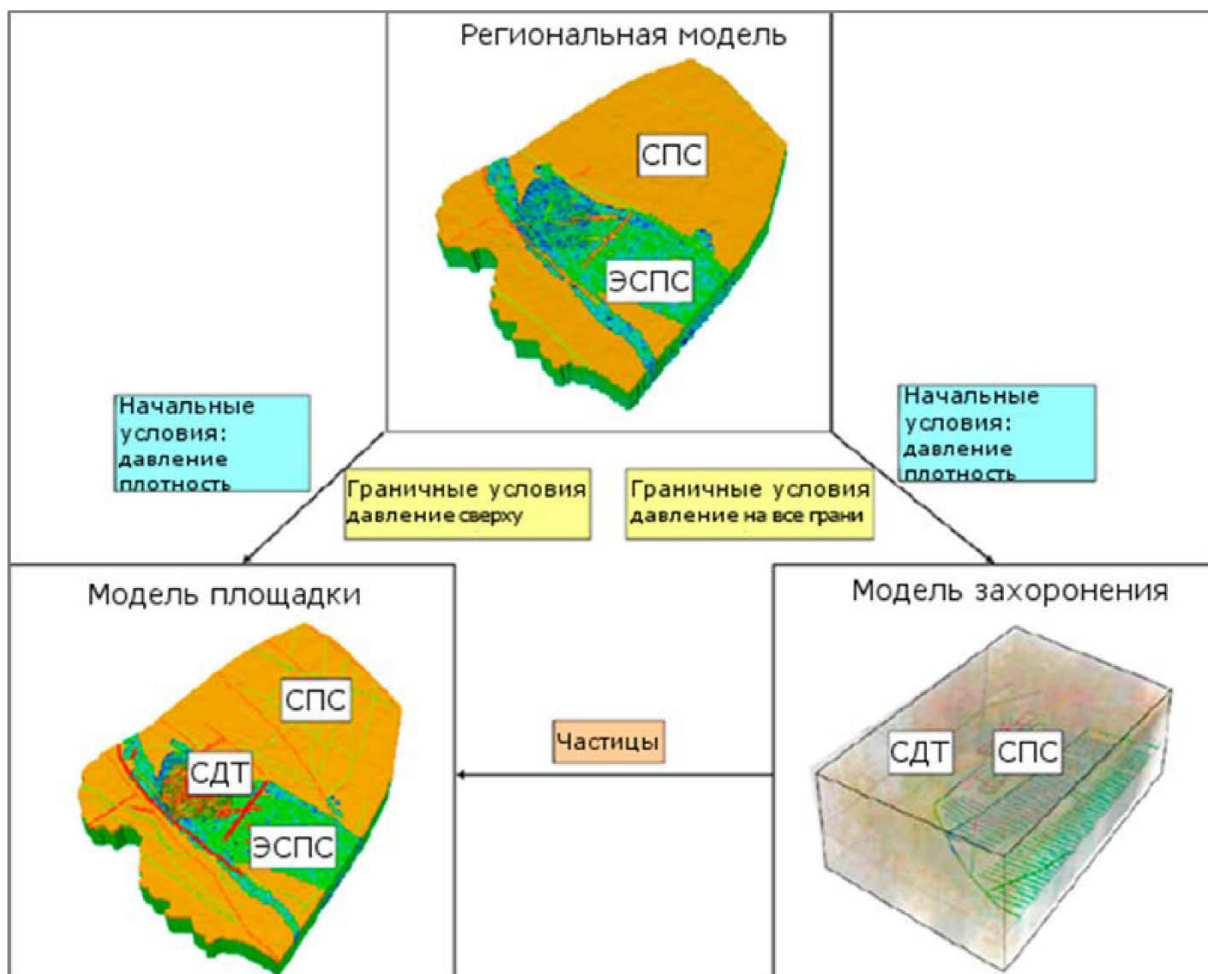 Региональная модель
СПС
ЭСПС
Начальные
условия:
давление
плотность
Начальные
условия:
давление
плотность
Граничные условия
давление сверху
Граничные условия
давление на все грани
Модель площадки
СПС
СДТ
ЭСПС
Частицы
Модель захоронения
СДТ
СПС